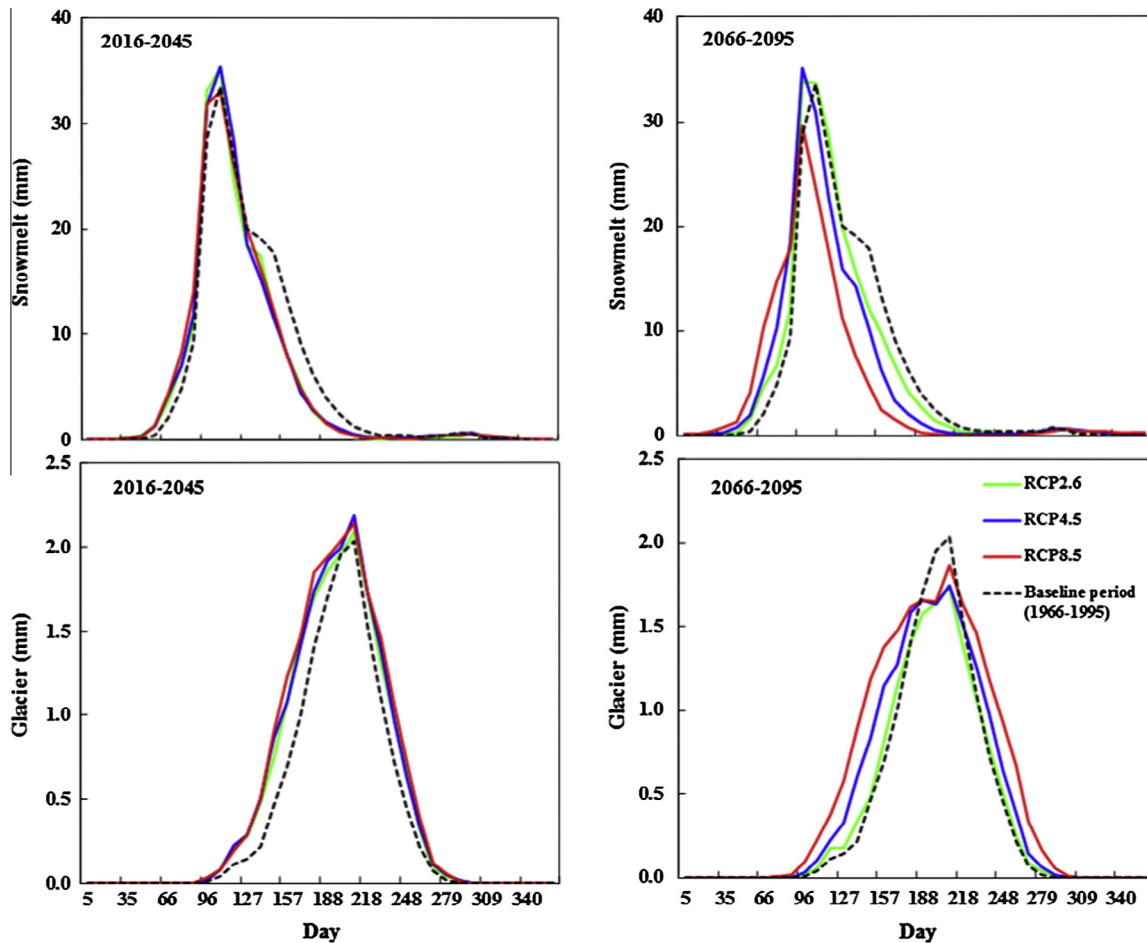 40
30
20
10
0
Snowmelt (mm)
2016-2045
40
30
20
10
0
Snowmelt (mm)
2066-2095
2.5
2.0
1.5
1.0
0.5
0.0
Glacier (mm)
2016-2045
5 35 66 96 127 157 188 218 248 279 309 340
Day
2.5
2.0
1.5
1.0
0.5
0.0
Glacier (mm)
2066-2095
RCP2.6
RCP4.5
RCP8.5
Baseline period
(1966-1995)
5 35 66 96 127 157 188 218 248 279 309 340
Day